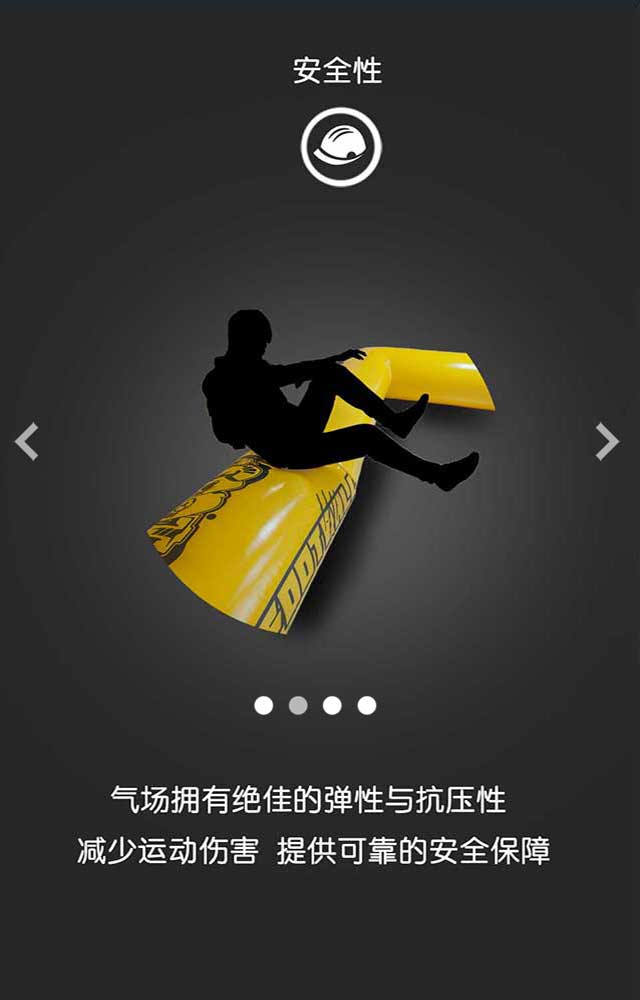 安全性
气场拥有绝佳的弹性与抗压性
减少运动伤害 提供可靠的安全保障